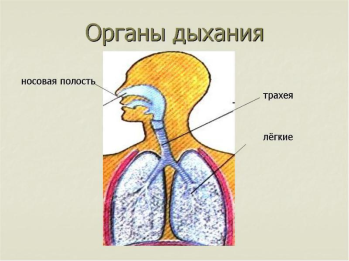 Органы дыхания
носовая полость
трахея
лёгкие